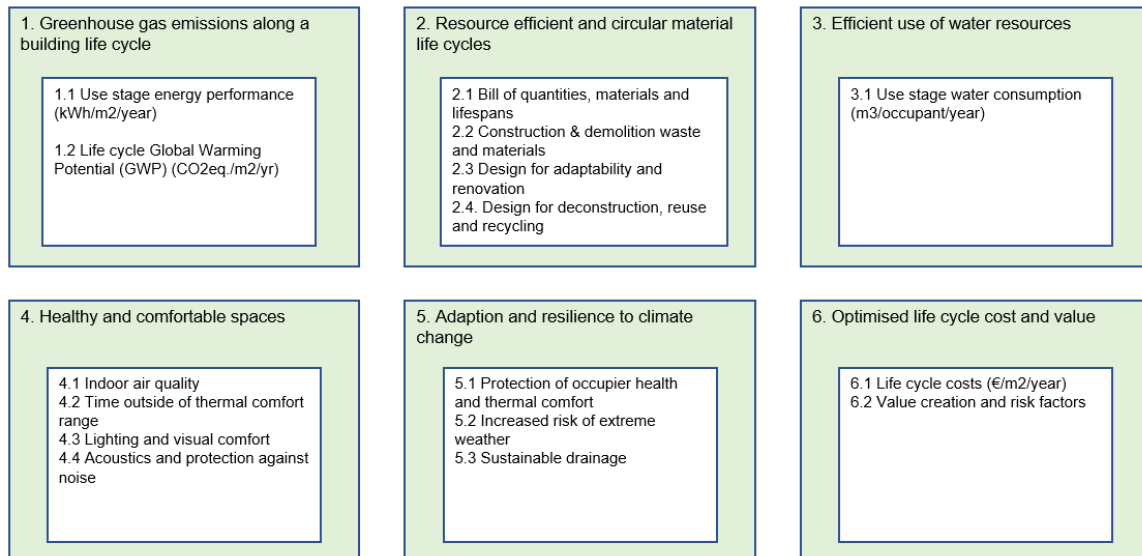 1. Greenhouse gas emissions along a
building life cycle
1.1 Use stage energy performance
(kWh/m2/year)
1.2 Life cycle Global Warming
Potential (GWP) (CO2eq./m2/yr)
2. Resource efficient and circular material
life cycles
2.1 Bill of quantities, materials and
lifespans
2.2 Construction & demolition waste
and materials
2.3 Design for adaptability and
renovation
2.4. Design for deconstruction, reuse
and recycling
3. Efficient use of water resources
3.1 Use stage water consumption
(m3/occupant/year)
4. Healthy and comfortable spaces
4.1 Indoor air quality
4.2 Time outside of thermal comfort
range
4.3 Lighting and visual comfort
4.4 Acoustics and protection against
noise
5. Adaption and resilience to climate
change
5.1 Protection of occupier health
and thermal comfort
5.2 Increased risk of extreme
weather
5.3 Sustainable drainage
6. Optimised life cycle cost and value
6.1 Life cycle costs (€/m2/year)
6.2 Value creation and risk factors